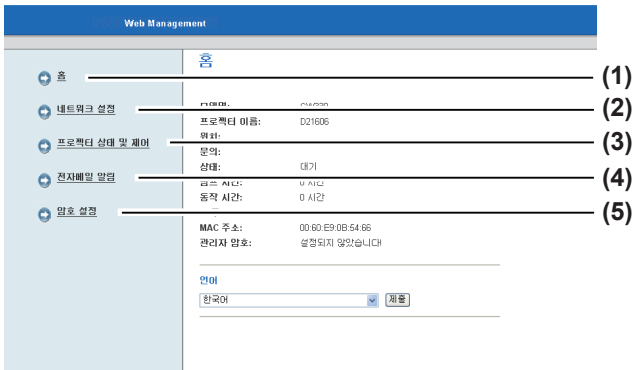 Web Management
홈
홈 (1)
네트워크 설정 (2)
프로젝터 이름: D21606
프로젝터 상태 및 제어 (3)
문의:
상태: 대기
전자메일 알림 (4)
동작 시간: 0 시간
암호 설정 (5)
MAC 주소: 00:60:E9:0B:54:66
관리자 암호: 설정되지 않았습니다!
언어
한국어 제출